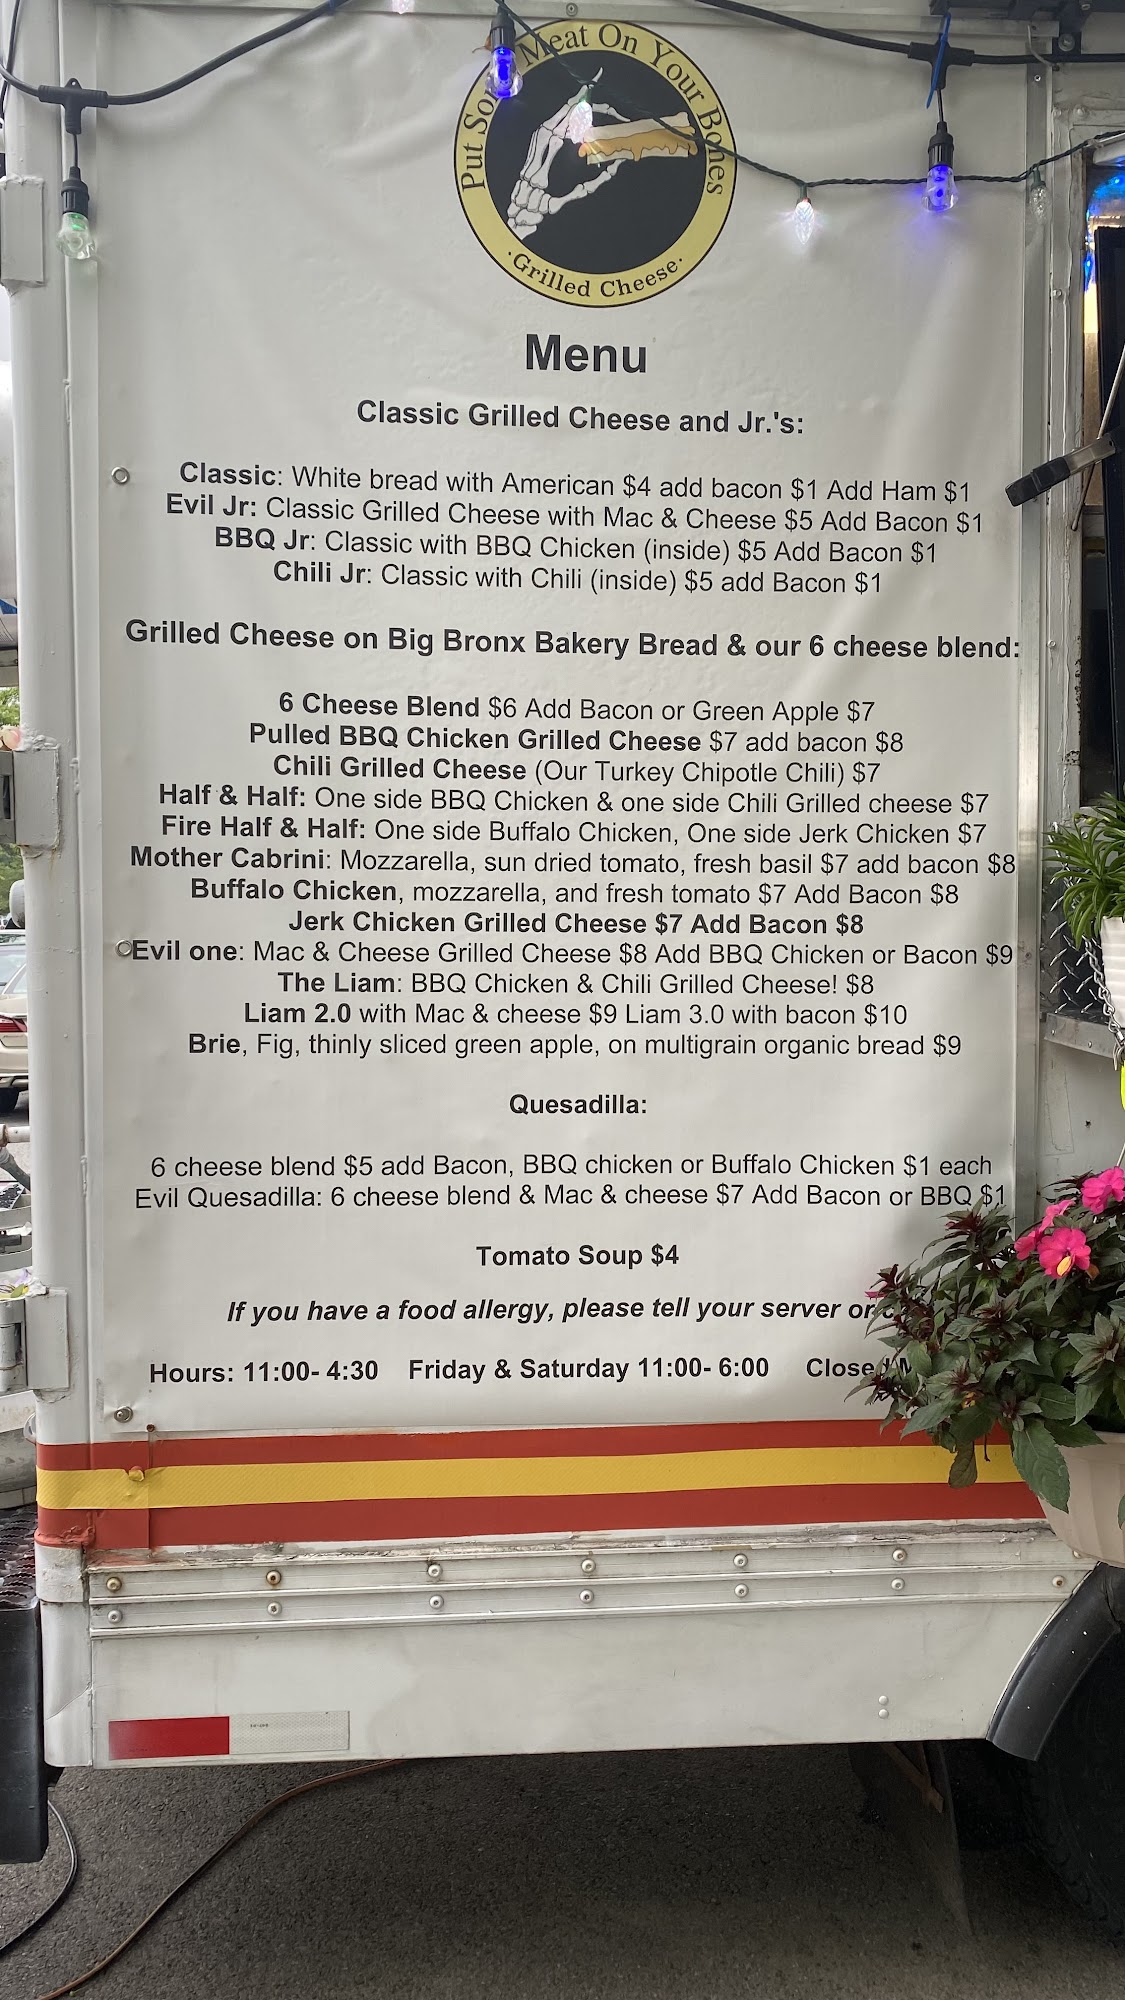 Put Meat On Your Bones
·Grilled Cheese·
Menu
Classic Grilled Cheese and Jr.'s:
Classic: White bread with American $4 add bacon $1 Add Ham $1
Evil Jr: Classic Grilled Cheese with Mac & Cheese $5 Add Bacon $1
BBQ Jr: Classic with BBQ Chicken (inside) $5 Add Bacon $1
Chili Jr: Classic with Chili (inside) $5 add Bacon $1
Grilled Cheese on Big Bronx Bakery Bread & our 6 cheese blend:
6 Cheese Blend $6 Add Bacon or Green Apple $7
Pulled BBQ Chicken Grilled Cheese $7 add bacon $8
Chili Grilled Cheese (Our Turkey Chipotle Chili) $7
Half & Half: One side BBQ Chicken & one side Chili Grilled cheese $7
Fire Half & Half: One side Buffalo Chicken, One side Jerk Chicken $7
Mother Cabrini: Mozzarella, sun dried tomato, fresh basil $7 add bacon $8
Buffalo Chicken, mozzarella, and fresh tomato $7 Add Bacon $8
Jerk Chicken Grilled Cheese $7 Add Bacon $8
Evil one: Mac & Cheese Grilled Cheese $8 Add BBQ Chicken or Bacon $9
The Liam: BBQ Chicken & Chili Grilled Cheese! $8
Liam 2.0 with Mac & cheese $9 Liam 3.0 with bacon $10
Brie, Fig, thinly sliced green apple, on multigrain organic bread $9
Quesadilla:
6 cheese blend $5 add Bacon, BBQ chicken or Buffalo Chicken $1 each
Evil Quesadilla: 6 cheese blend & Mac & cheese $7 Add Bacon or BBQ $1
Tomato Soup $4
If you have a food allergy, please tell your server or
Hours: 11:00- 4:30 Friday & Saturday 11:00- 6:00 Closed